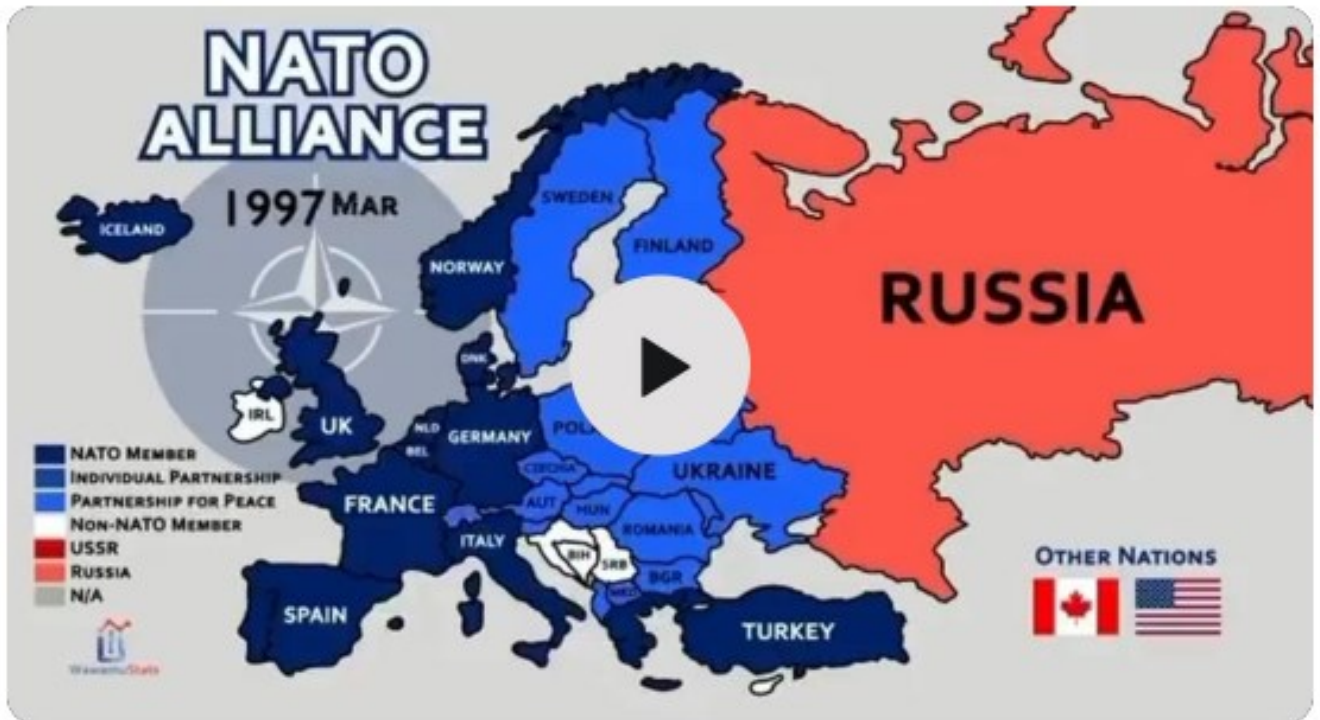 NATO
ALLIANCE
1997 MAR
ICELAND
SWEDEN
FINLAND
NORWAY
RUSSIA
DNK
IRL
UK
NLD
BEL
GERMANY
CZECHIA
UKRAINE
FRANCE
AUT
HUN
ROMANIA
ITALY
BIH
SRB
BGR
MKD
SPAIN
TURKEY
NATO MEMBER
INDIVIDUAL PARTNERSHIP
PARTNERSHIP FOR PEACE
NON-NATO MEMBER
USSR
RUSSIA
N/A
OTHER NATIONS